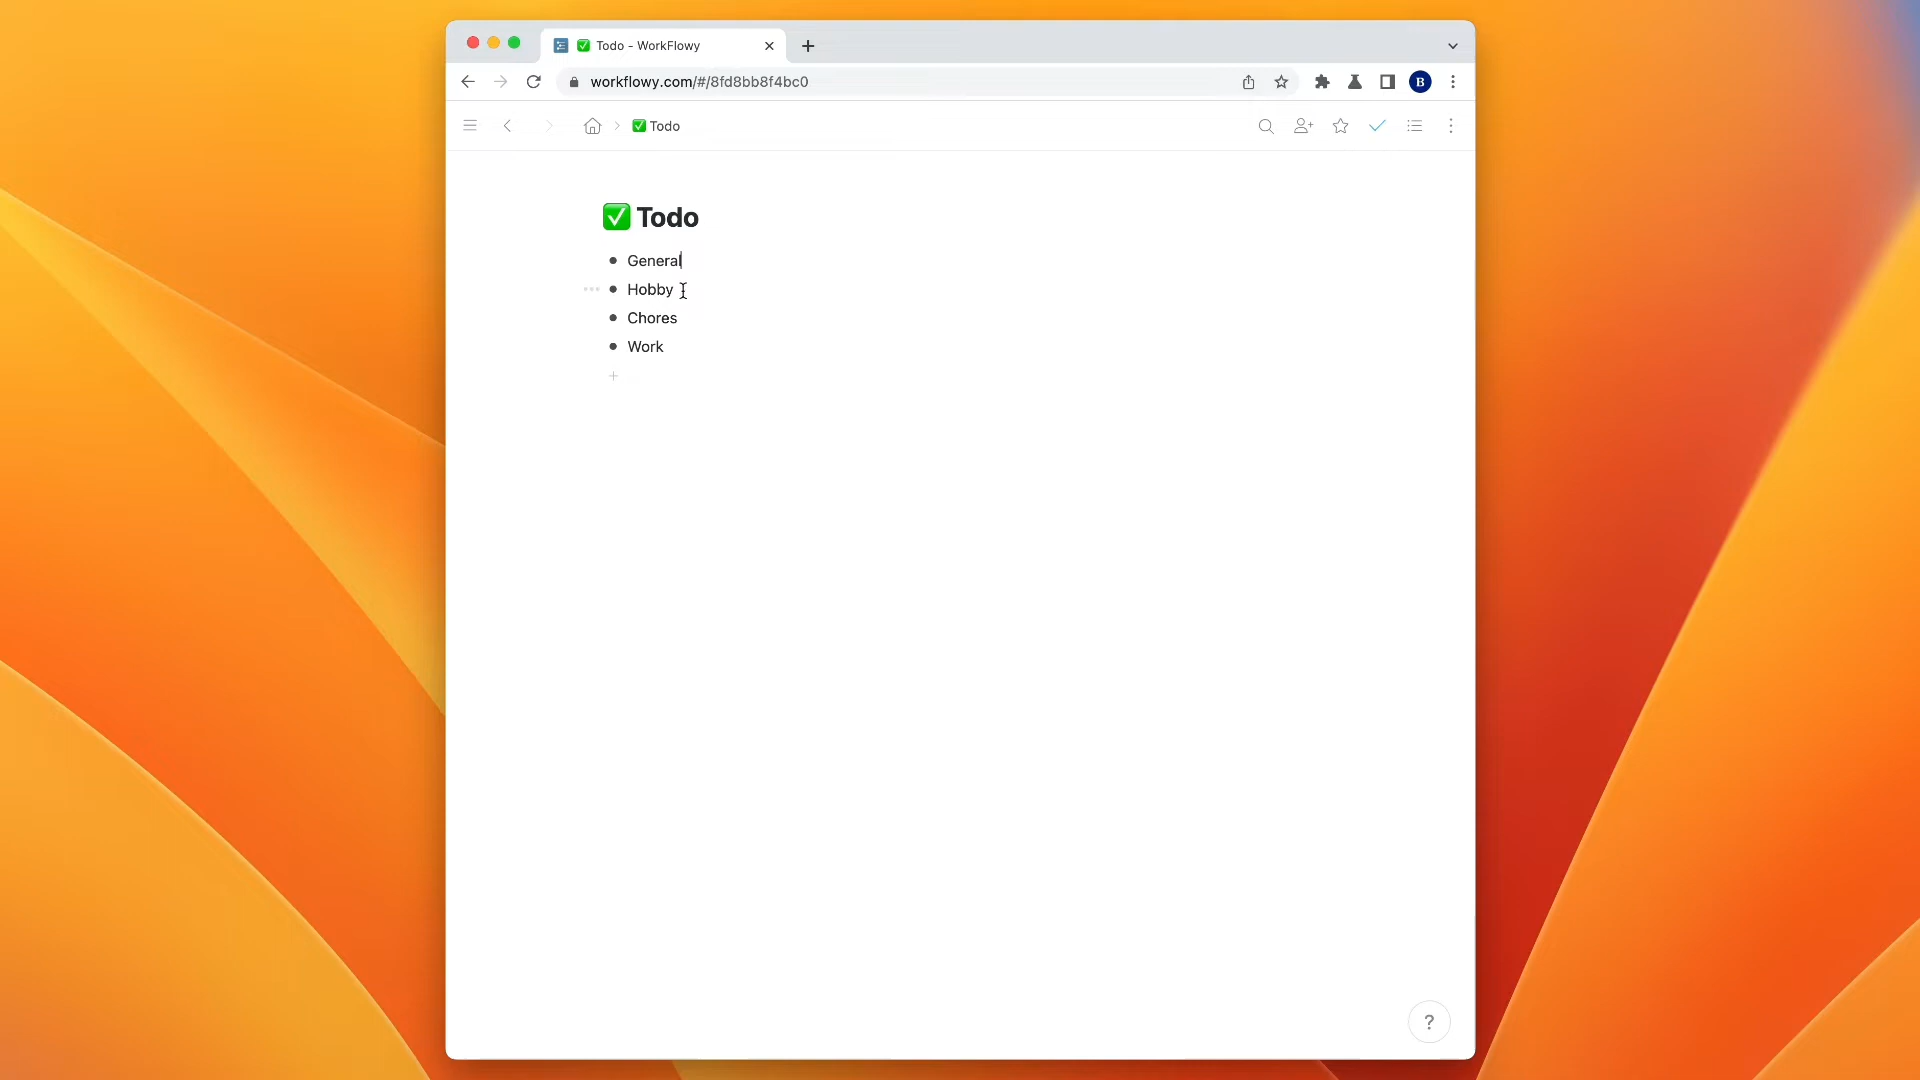 ✅ Todo - WorkFlowy
workflowy.com/#/8fd8bb8f4bc0
B
✅ Todo
✅ Todo
General
Hobby
Chores
Work
?